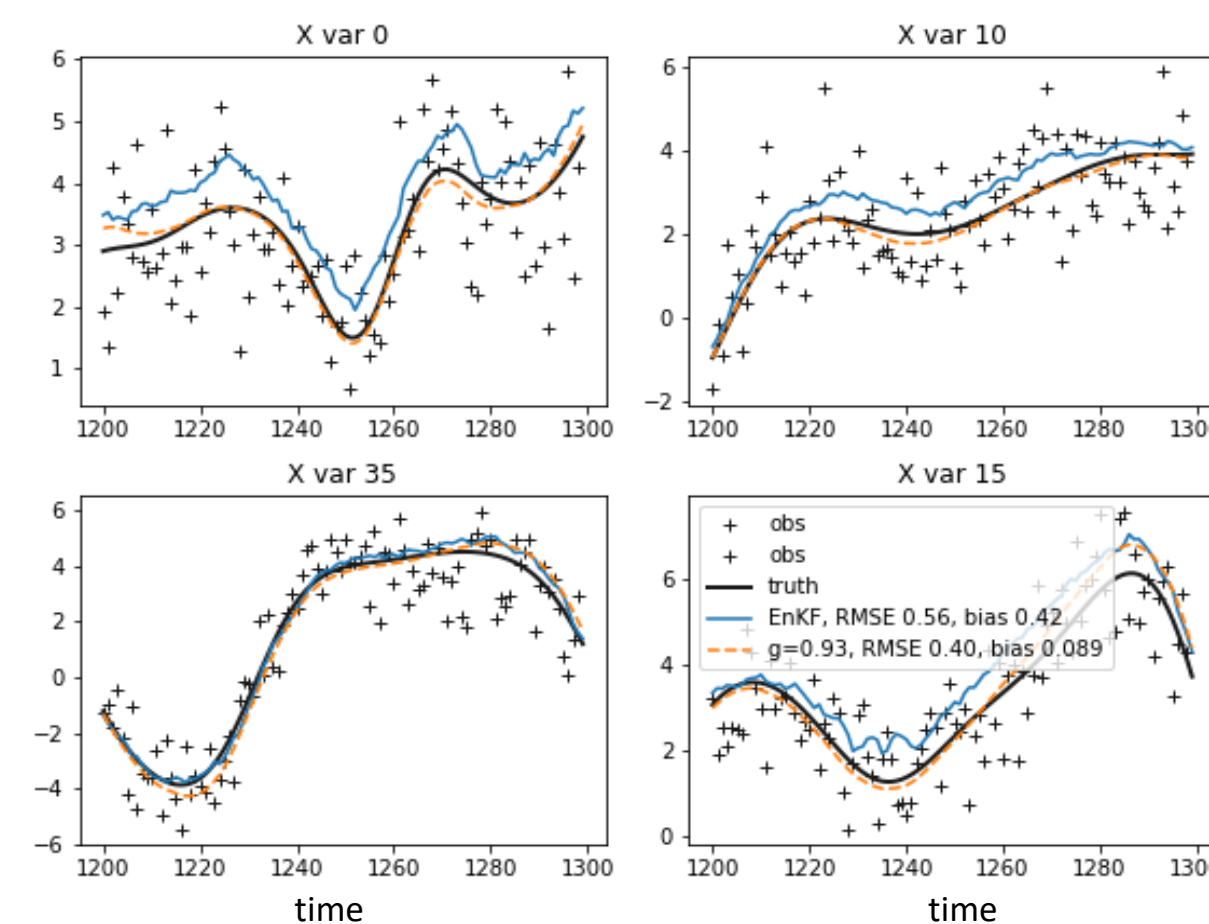 X var 0
X var 10
6
5
4
3
2
1
6
4
2
0
−2
1200 1220 1240 1260 1280 1300
1200 1220 1240 1260 1280 130
X var 35
X var 15
6
4
2
0
−2
−4
−6
6
4
2
0
obs
obs
truth
EnKF, RMSE 0.56, bias 0.42
g=0.93, RMSE 0.40, bias 0.089
1200 1220 1240 1260 1280 1300
1200 1220 1240 1260 1280 130
time
time